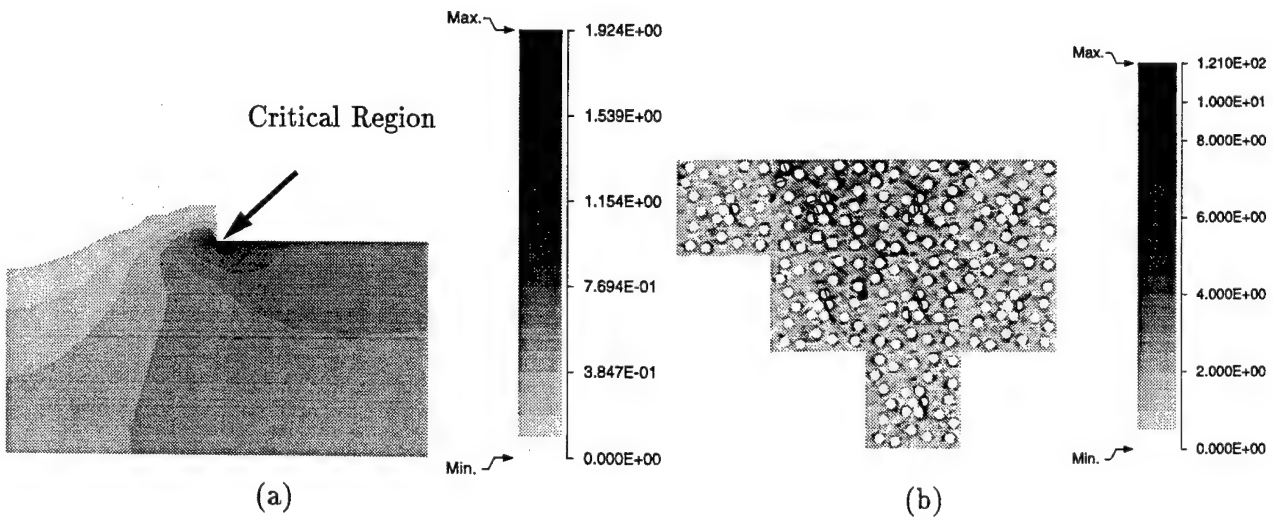 Max.
1.924E+00
1.539E+00
1.154E+00
7.694E-01
3.847E-01
0.000E+00
Min.
Critical Region
(a)
Max.
1.210E+02
1.000E+01
8.000E+00
6.000E+00
4.000E+00
2.000E+00
0.000E+00
Min.
(b)